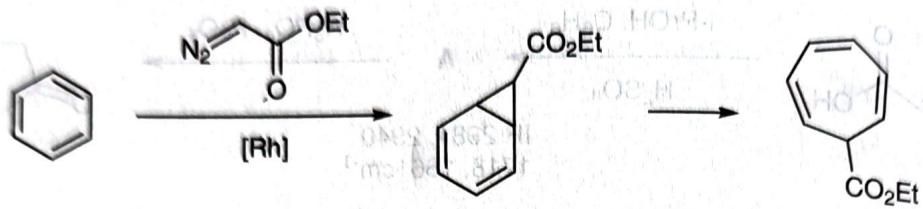 OEt
N₂
O
CO₂Et
[Rh]
CO₂Et